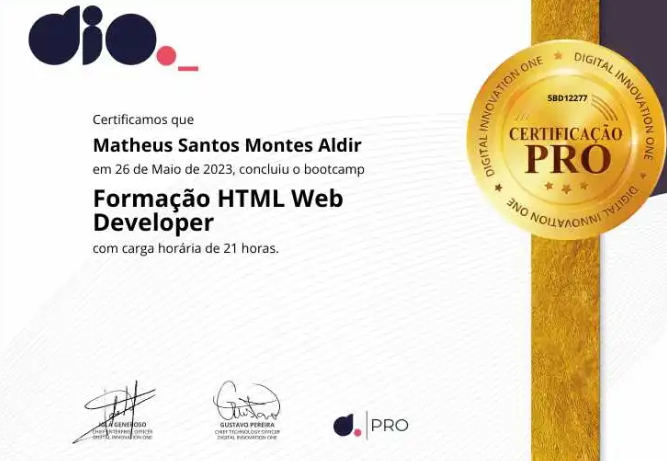 dio.
DIGITAL INNOVATION ONE ★ DIGITAL INNOVATION ONE ★ DIGITAL INNOVATION ONE ★
5BD12277
CERTIFICAÇÃO
PRO
Certificamos que
Matheus Santos Montes Aldir
em 26 de Maio de 2023, concluiu o bootcamp
Formação HTML Web
Developer
com carga horária de 21 horas.
IGLÁ GENEROSO
CHIEF ENTERPRISE OFFICER
DIGITAL INNOVATION ONE
GUSTAVO PEREIRA
CHIEF TECHNOLOGY OFFICER
DIGITAL INNOVATION ONE
d. | PRO